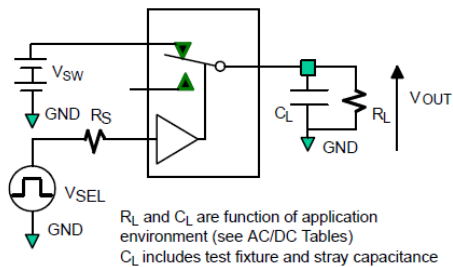 VSW
GND
RS
VSEL
GND
CL
RL
GND
VOUT
RL and CL are function of application
environment (see AC/DC Tables)
CL includes test fixture and stray capacitance